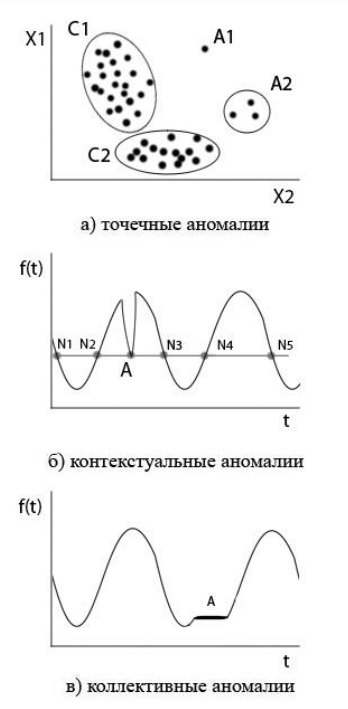 X1
C1
A1
A2
C2
X2
а) точечные аномалии
f(t)
N1 N2 N3 N4 N5
A
t
б) контекстуальные аномалии
f(t)
A
t
в) коллективные аномалии